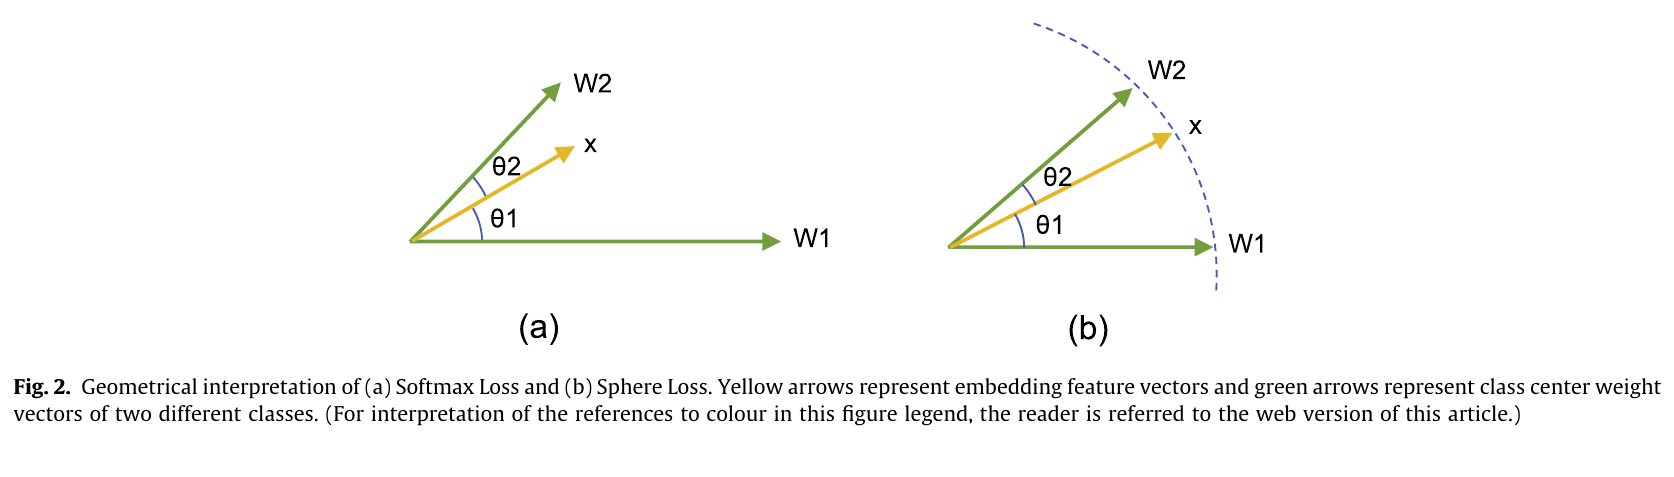 W2
x
θ2
θ1
W1
(a)
W2
x
θ2
θ1
W1
(b)
Fig. 2. Geometrical interpretation of (a) Softmax Loss and (b) Sphere Loss. Yellow arrows represent embedding feature vectors and green arrows represent class center weight
vectors of two different classes. (For interpretation of the references to colour in this figure legend, the reader is referred to the web version of this article.)